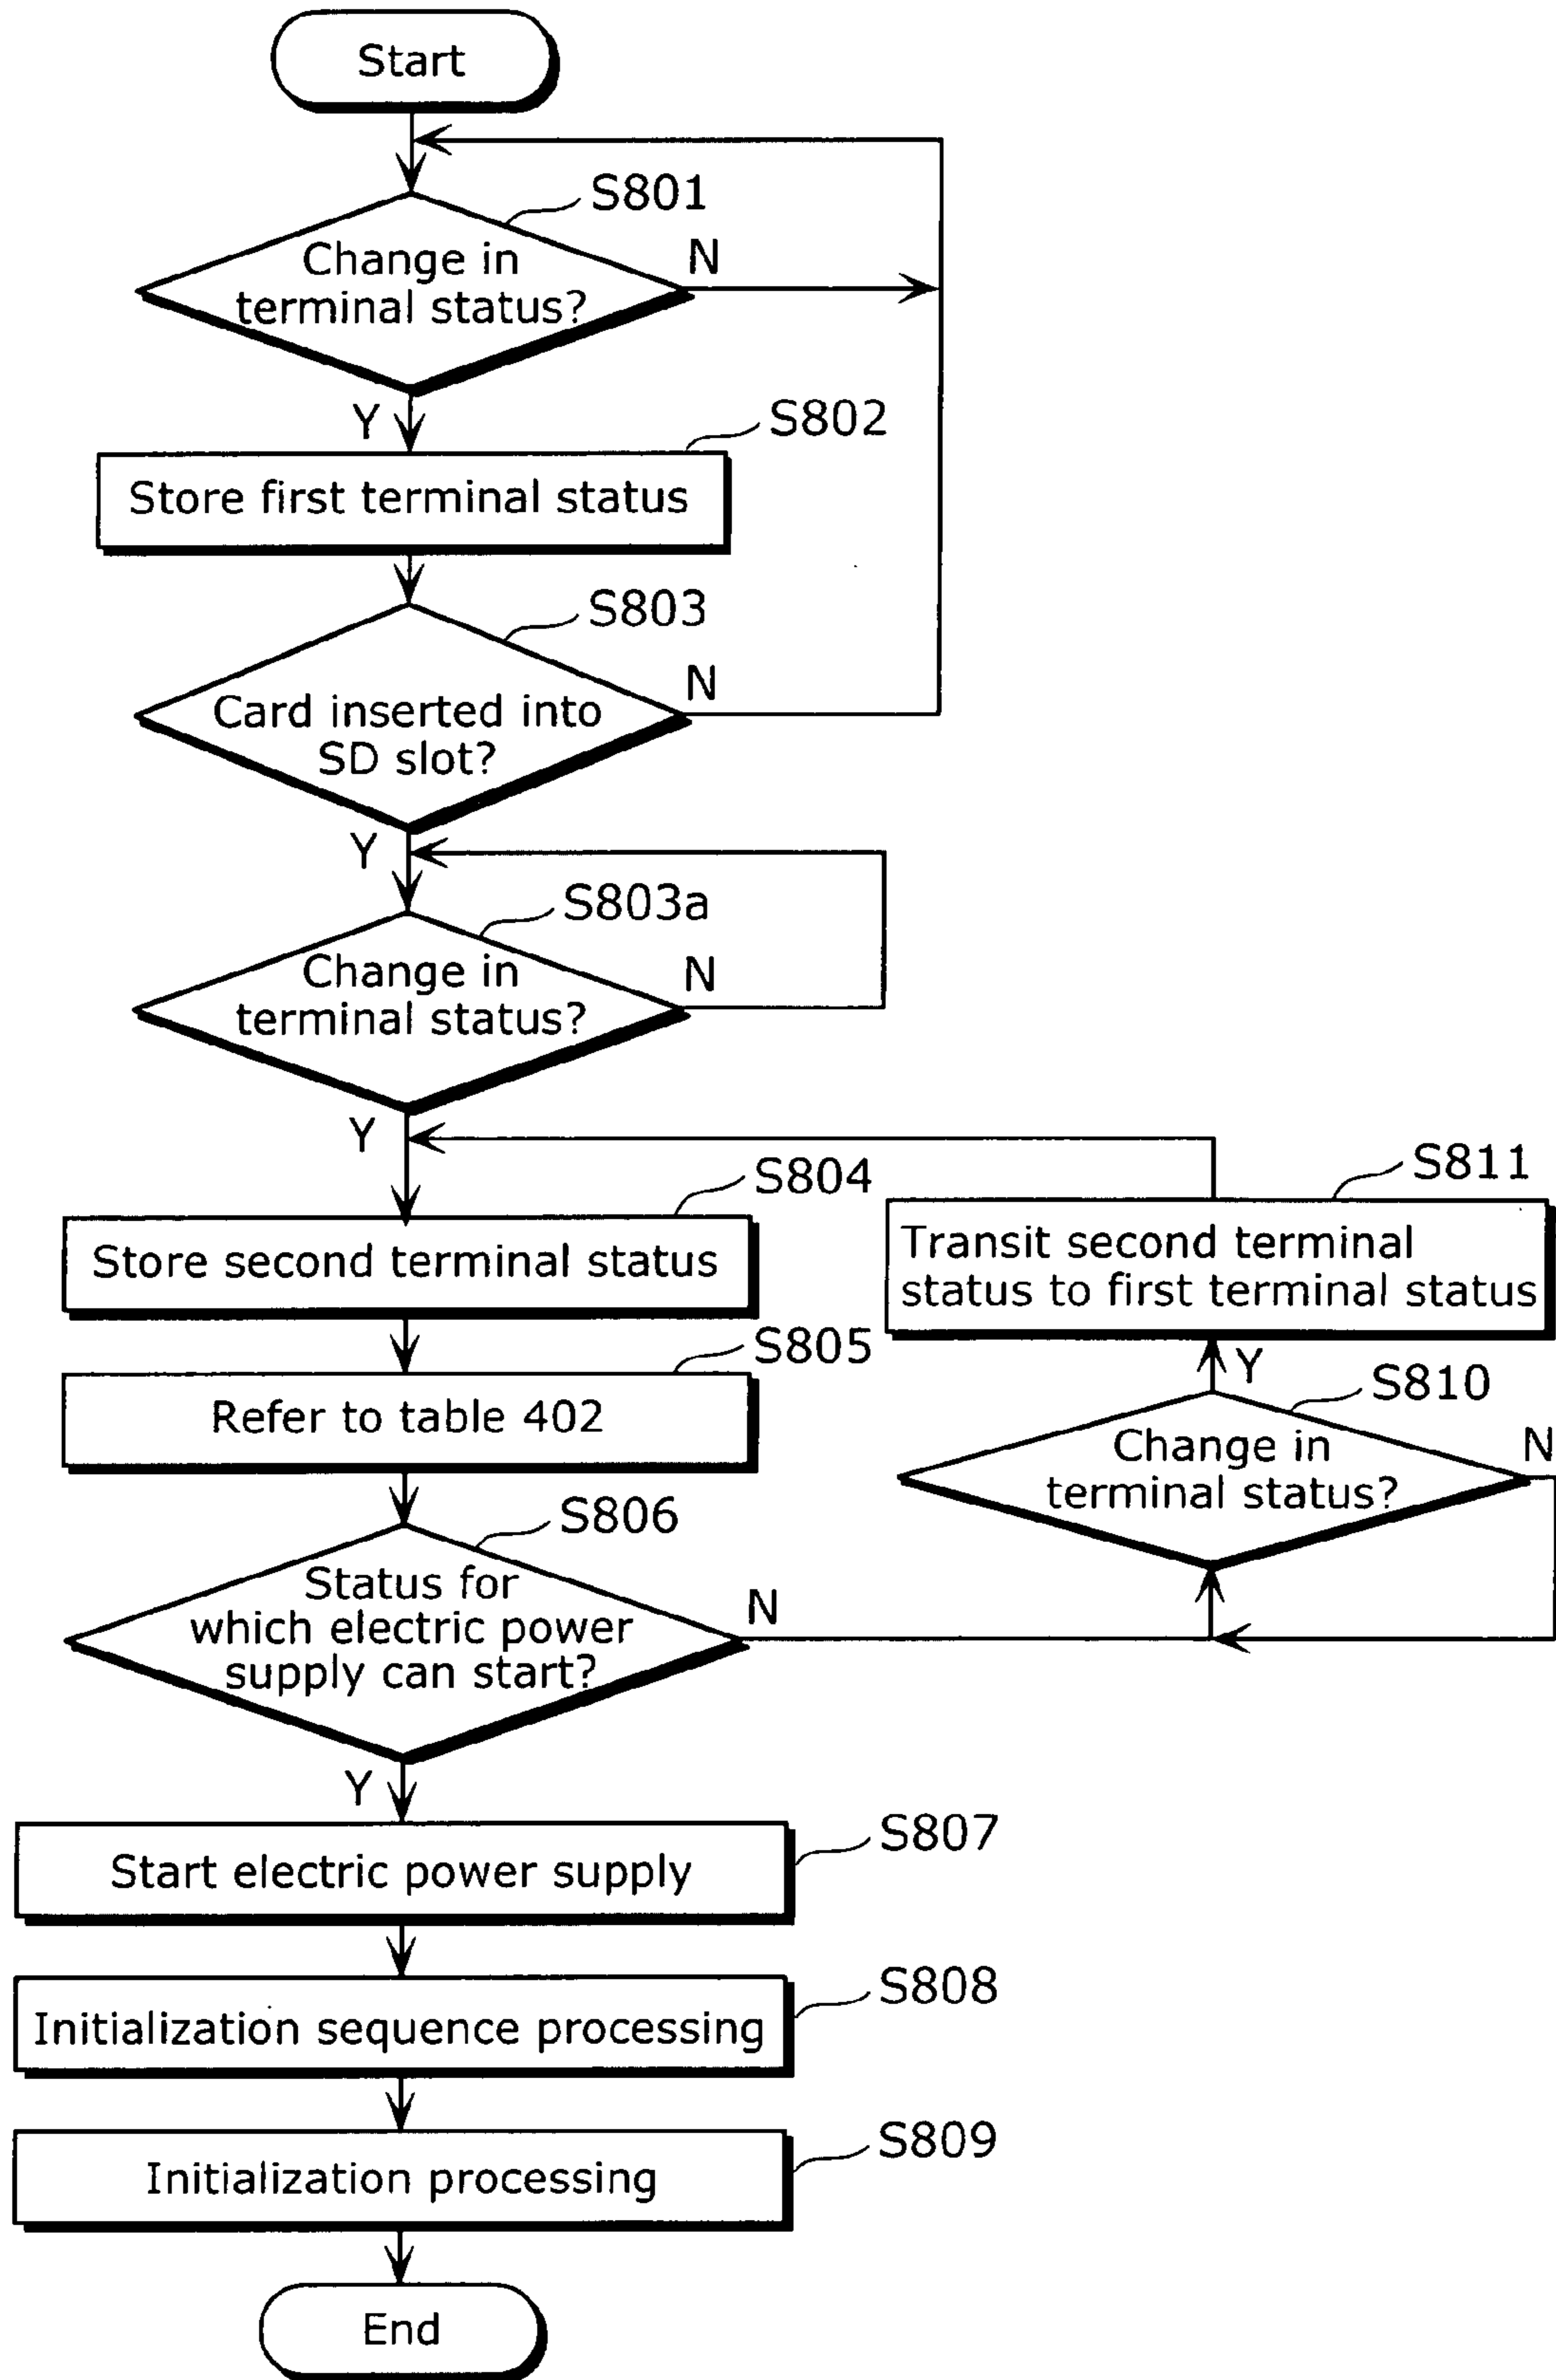 Start
S801
Change in
terminal status?
N
Y
S802
Store first terminal status
S803
Card inserted into
SD slot?
N
Y
S803a
Change in
terminal status?
N
Y
S804
Store second terminal status
S811
Transit second terminal
status to first terminal status
S805
Refer to table 402
Y
S810
Change in
terminal status?
N
S806
Status for
which electric power
supply can start?
N
Y
S807
Start electric power supply
S808
Initialization sequence processing
S809
Initialization processing
End